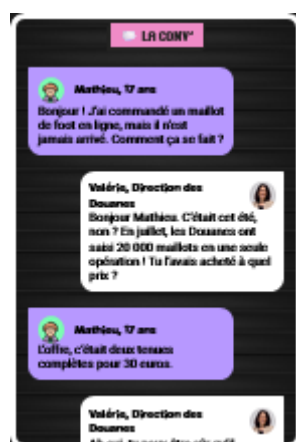 LA CONV'
Mathieu, 17 ans
Bonjour ! J'ai commandé un maillot
de foot en ligne, mais il n'est
jamais arrivé. Comment ça se fait ?
Valérie, Direction des
Douanes
Bonjour Mathieu. C'était cet été,
non ? En juillet, les Douanes ont
saisi 20 000 maillots en une seule
opération ! Tu l'avais acheté à quel
prix ?
Mathieu, 17 ans
L'offre, c'était deux tenues
complètes pour 30 euros.
Valérie, Direction des
Douanes